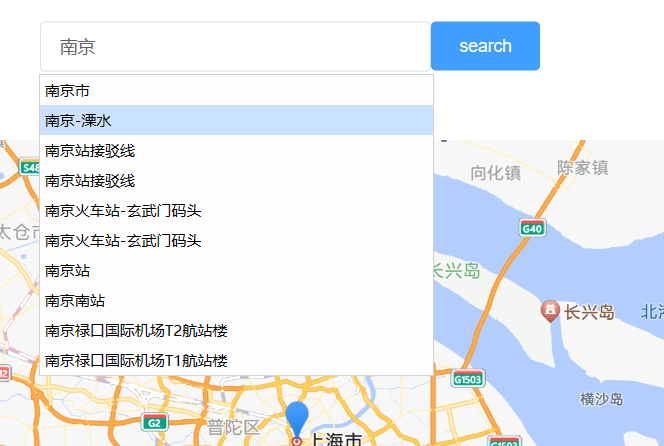 南京
search
南京市
南京-溧水
南京站接驳线
南京站接驳线
南京火车站-玄武门码头
南京火车站-玄武门码头
南京站
南京南站
南京禄口国际机场T2航站楼
南京禄口国际机场T1航站楼
S48
向化镇
陈家镇
太仓市
G40
长兴岛
长兴岛
G1503
横沙岛
G2
普陀区
上海市
G1503